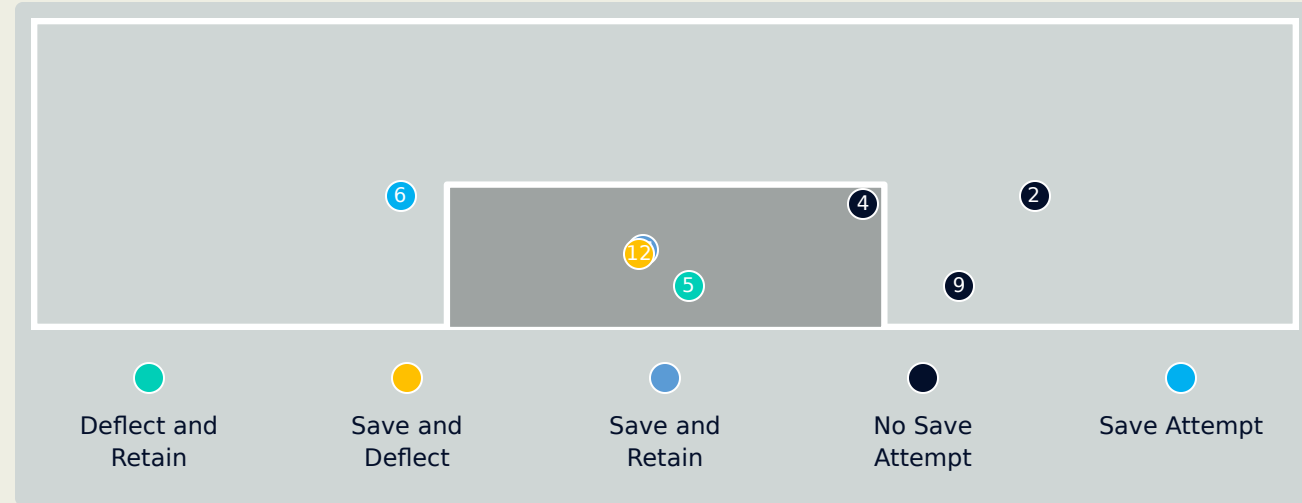 6
4
2
12
5
9
Deflect and
Retain
Save and
Deflect
Save and
Retain
No Save
Attempt
Save Attempt